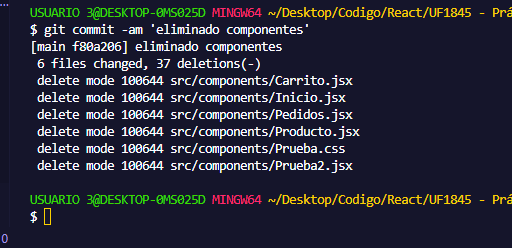 USUARIO 3@DESKTOP-0MS025D MINGW64 ~/Desktop/Codigo/React/UF1845 - Prá
$ git commit -am 'eliminado componentes'
[main f80a206] eliminado componentes
6 files changed, 37 deletions(-)
delete mode 100644 src/components/Carrito.jsx
delete mode 100644 src/components/Inicio.jsx
delete mode 100644 src/components/Pedidos.jsx
delete mode 100644 src/components/Producto.jsx
delete mode 100644 src/components/Prueba.css
delete mode 100644 src/components/Prueba2.jsx
USUARIO 3@DESKTOP-0MS025D MINGW64 ~/Desktop/Codigo/React/UF1845 - Prá
$
0